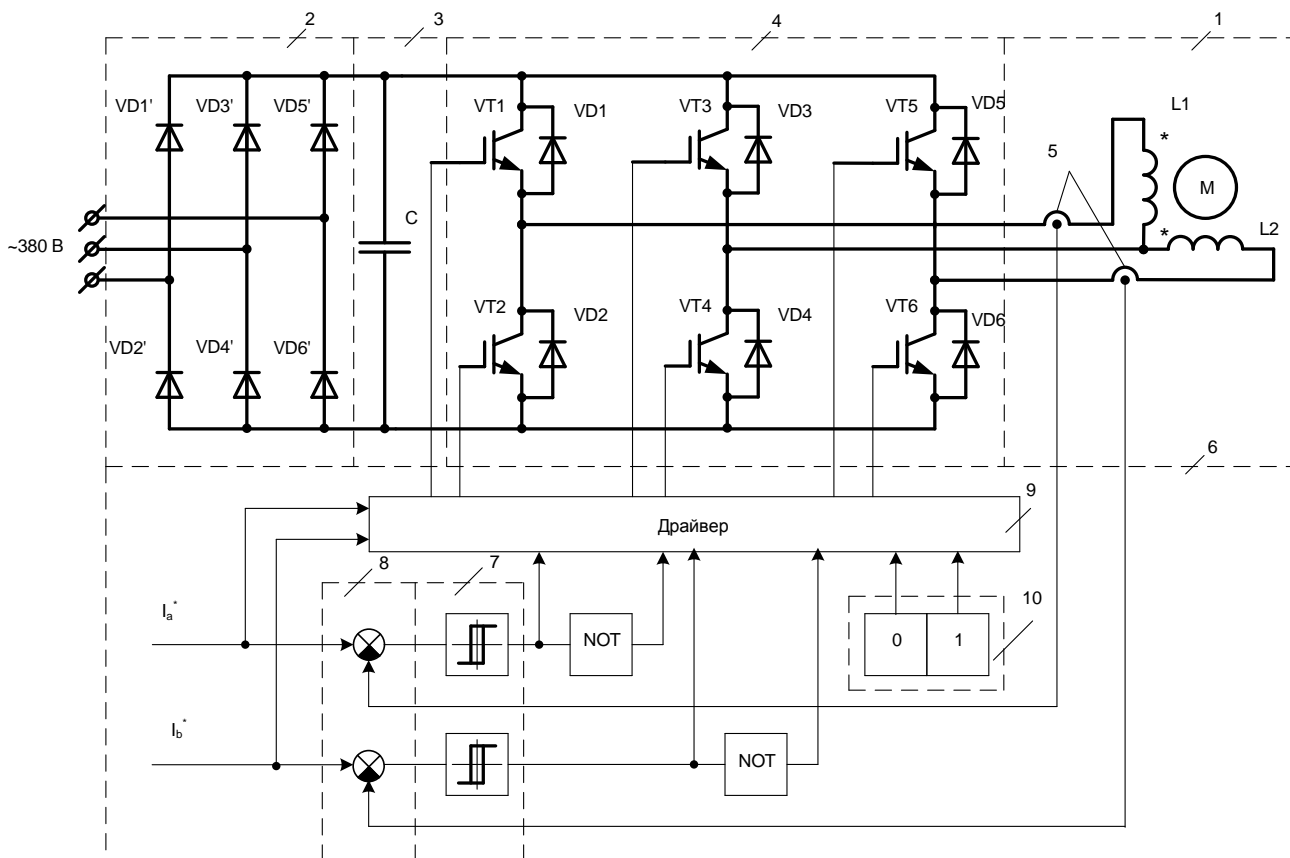 2
3
4
1
VD1'
VD3'
VD5'
VT1
VD1
VT3
VD3
VT5
VD5
L1
*
5
M
C
~380 В
*
L2
VT2
VD2
VT4
VD4
VT6
VD6
VD2'
VD4'
VD6'
6
9
Драйвер
8
7
10
Ia*
NOT
0
1
Ib*
NOT